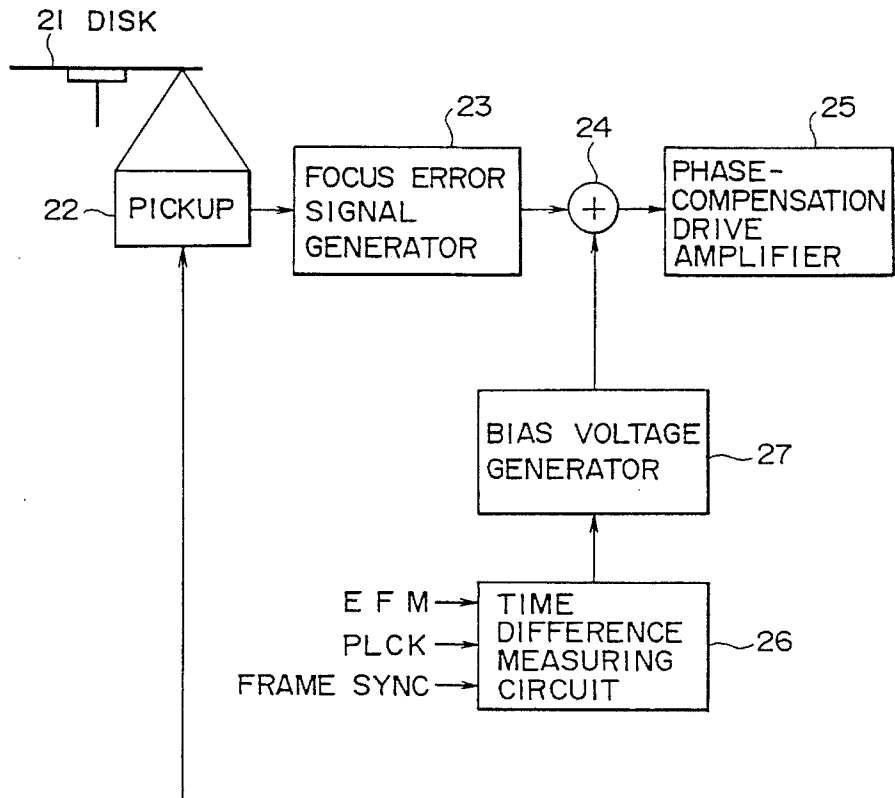 21 DISK
22
PICKUP
23
FOCUS ERROR
SIGNAL
GENERATOR
24
+
25
PHASE-
COMPENSATION
DRIVE
AMPLIFIER
BIAS VOLTAGE
GENERATOR
27
EFM
PLCK
FRAME SYNC
TIME
DIFFERENCE
MEASURING
CIRCUIT
26